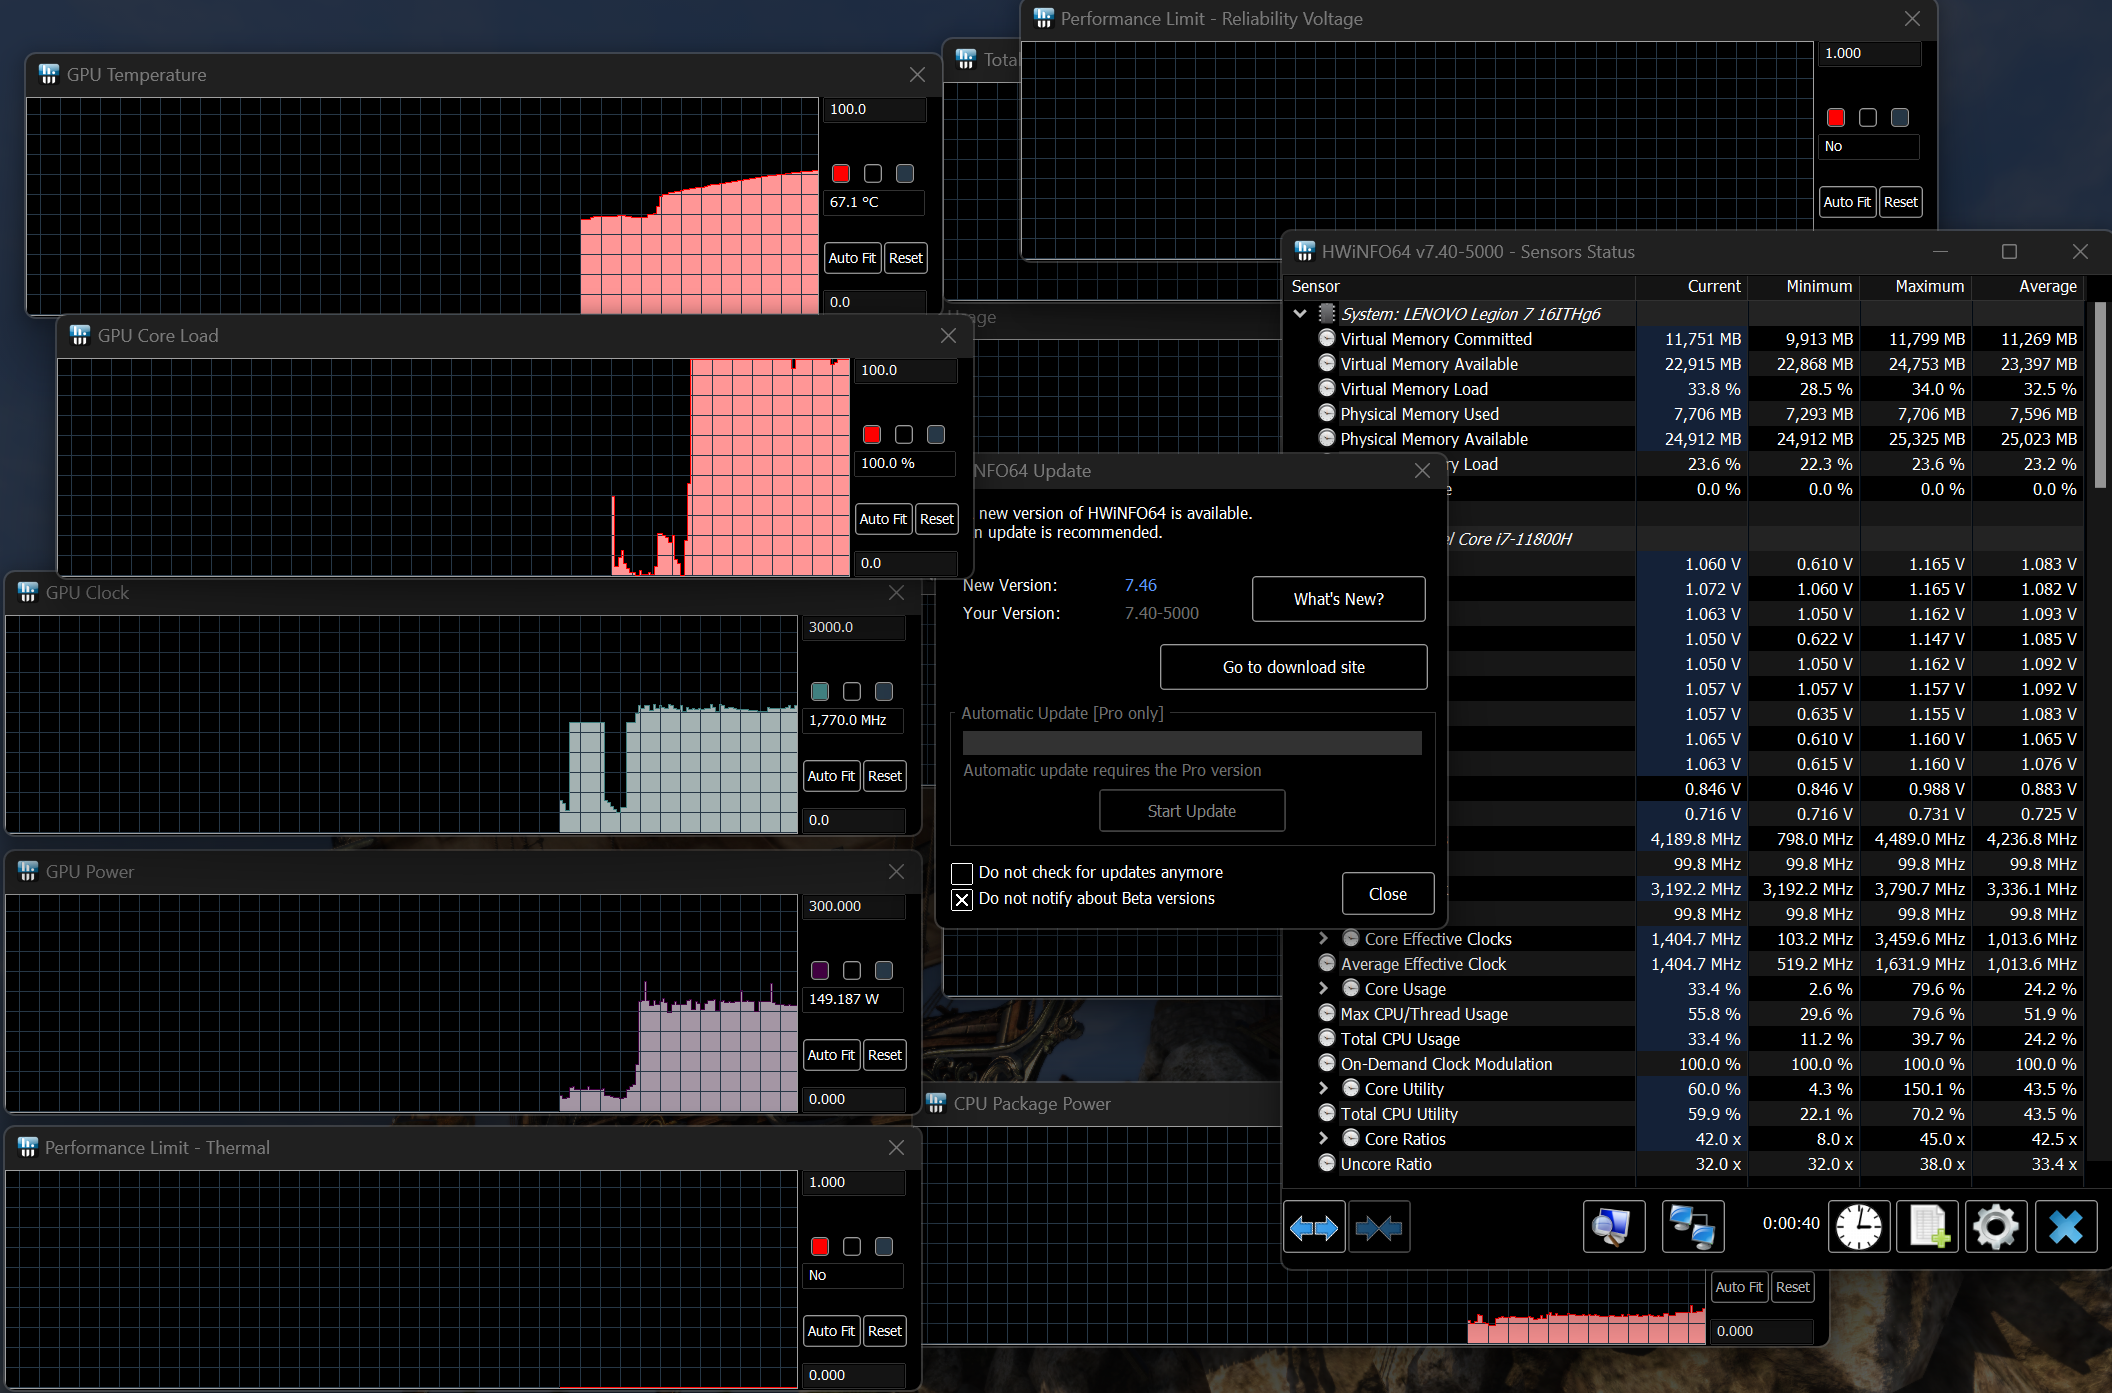 Performance Limit - Reliability Voltage
1.000
No
Auto Fit Reset
GPU Temperature
100.0
67.1 °C
Auto Fit Reset
0.0
Total
GPU Core Load
100.0
100.0 %
Auto Fit Reset
0.0
GPU Clock
3000.0
1,770.0 MHz
Auto Fit Reset
0.0
GPU Power
300.000
149.187 W
Auto Fit Reset
0.000
Performance Limit - Thermal
1.000
No
Auto Fit Reset
0.000
NFO64 Update
new version of HWiNFO64 is available.
n update is recommended.
New Version: 7.46
Your Version: 7.40-5000
What's New?
Go to download site
Automatic Update [Pro only]
Automatic update requires the Pro version
Start Update
Do not check for updates anymore
Do not notify about Beta versions
Close
CPU Package Power
Auto Fit Reset
0.000
HWiNFO64 v7.40-5000 - Sensors Status
Sensor Current Minimum Maximum Average
System: LENOVO Legion 7 16ITHg6
Virtual Memory Committed 11,751 MB 9,913 MB 11,799 MB 11,269 MB
Virtual Memory Available 22,915 MB 22,868 MB 24,753 MB 23,397 MB
Virtual Memory Load 33.8 % 28.5 % 34.0 % 32.5 %
Physical Memory Used 7,706 MB 7,293 MB 7,706 MB 7,596 MB
Physical Memory Available 24,912 MB 24,912 MB 25,325 MB 25,023 MB
ry Load 23.6 % 22.3 % 23.6 % 23.2 %
e 0.0 % 0.0 % 0.0 % 0.0 %
el Core i7-11800H
1.060 V 0.610 V 1.165 V 1.083 V
1.072 V 1.060 V 1.165 V 1.082 V
1.063 V 1.050 V 1.162 V 1.093 V
1.050 V 0.622 V 1.147 V 1.085 V
1.050 V 1.050 V 1.162 V 1.092 V
1.057 V 1.057 V 1.157 V 1.092 V
1.057 V 0.635 V 1.155 V 1.083 V
1.065 V 0.610 V 1.160 V 1.065 V
1.063 V 0.615 V 1.160 V 1.076 V
0.846 V 0.846 V 0.988 V 0.883 V
0.716 V 0.716 V 0.731 V 0.725 V
4,189.8 MHz 798.0 MHz 4,489.0 MHz 4,236.8 MHz
99.8 MHz 99.8 MHz 99.8 MHz 99.8 MHz
3,192.2 MHz 3,192.2 MHz 3,790.7 MHz 3,336.1 MHz
99.8 MHz 99.8 MHz 99.8 MHz 99.8 MHz
Core Effective Clocks 1,404.7 MHz 103.2 MHz 3,459.6 MHz 1,013.6 MHz
Average Effective Clock 1,404.7 MHz 519.2 MHz 1,631.9 MHz 1,013.6 MHz
Core Usage 33.4 % 2.6 % 79.6 % 24.2 %
Max CPU/Thread Usage 55.8 % 29.6 % 79.6 % 51.9 %
Total CPU Usage 33.4 % 11.2 % 39.7 % 24.2 %
On-Demand Clock Modulation 100.0 % 100.0 % 100.0 % 100.0 %
Core Utility 60.0 % 4.3 % 150.1 % 43.5 %
Total CPU Utility 59.9 % 22.1 % 70.2 % 43.5 %
Core Ratios 42.0 x 8.0 x 45.0 x 42.5 x
Uncore Ratio 32.0 x 32.0 x 38.0 x 33.4 x
0:00:40